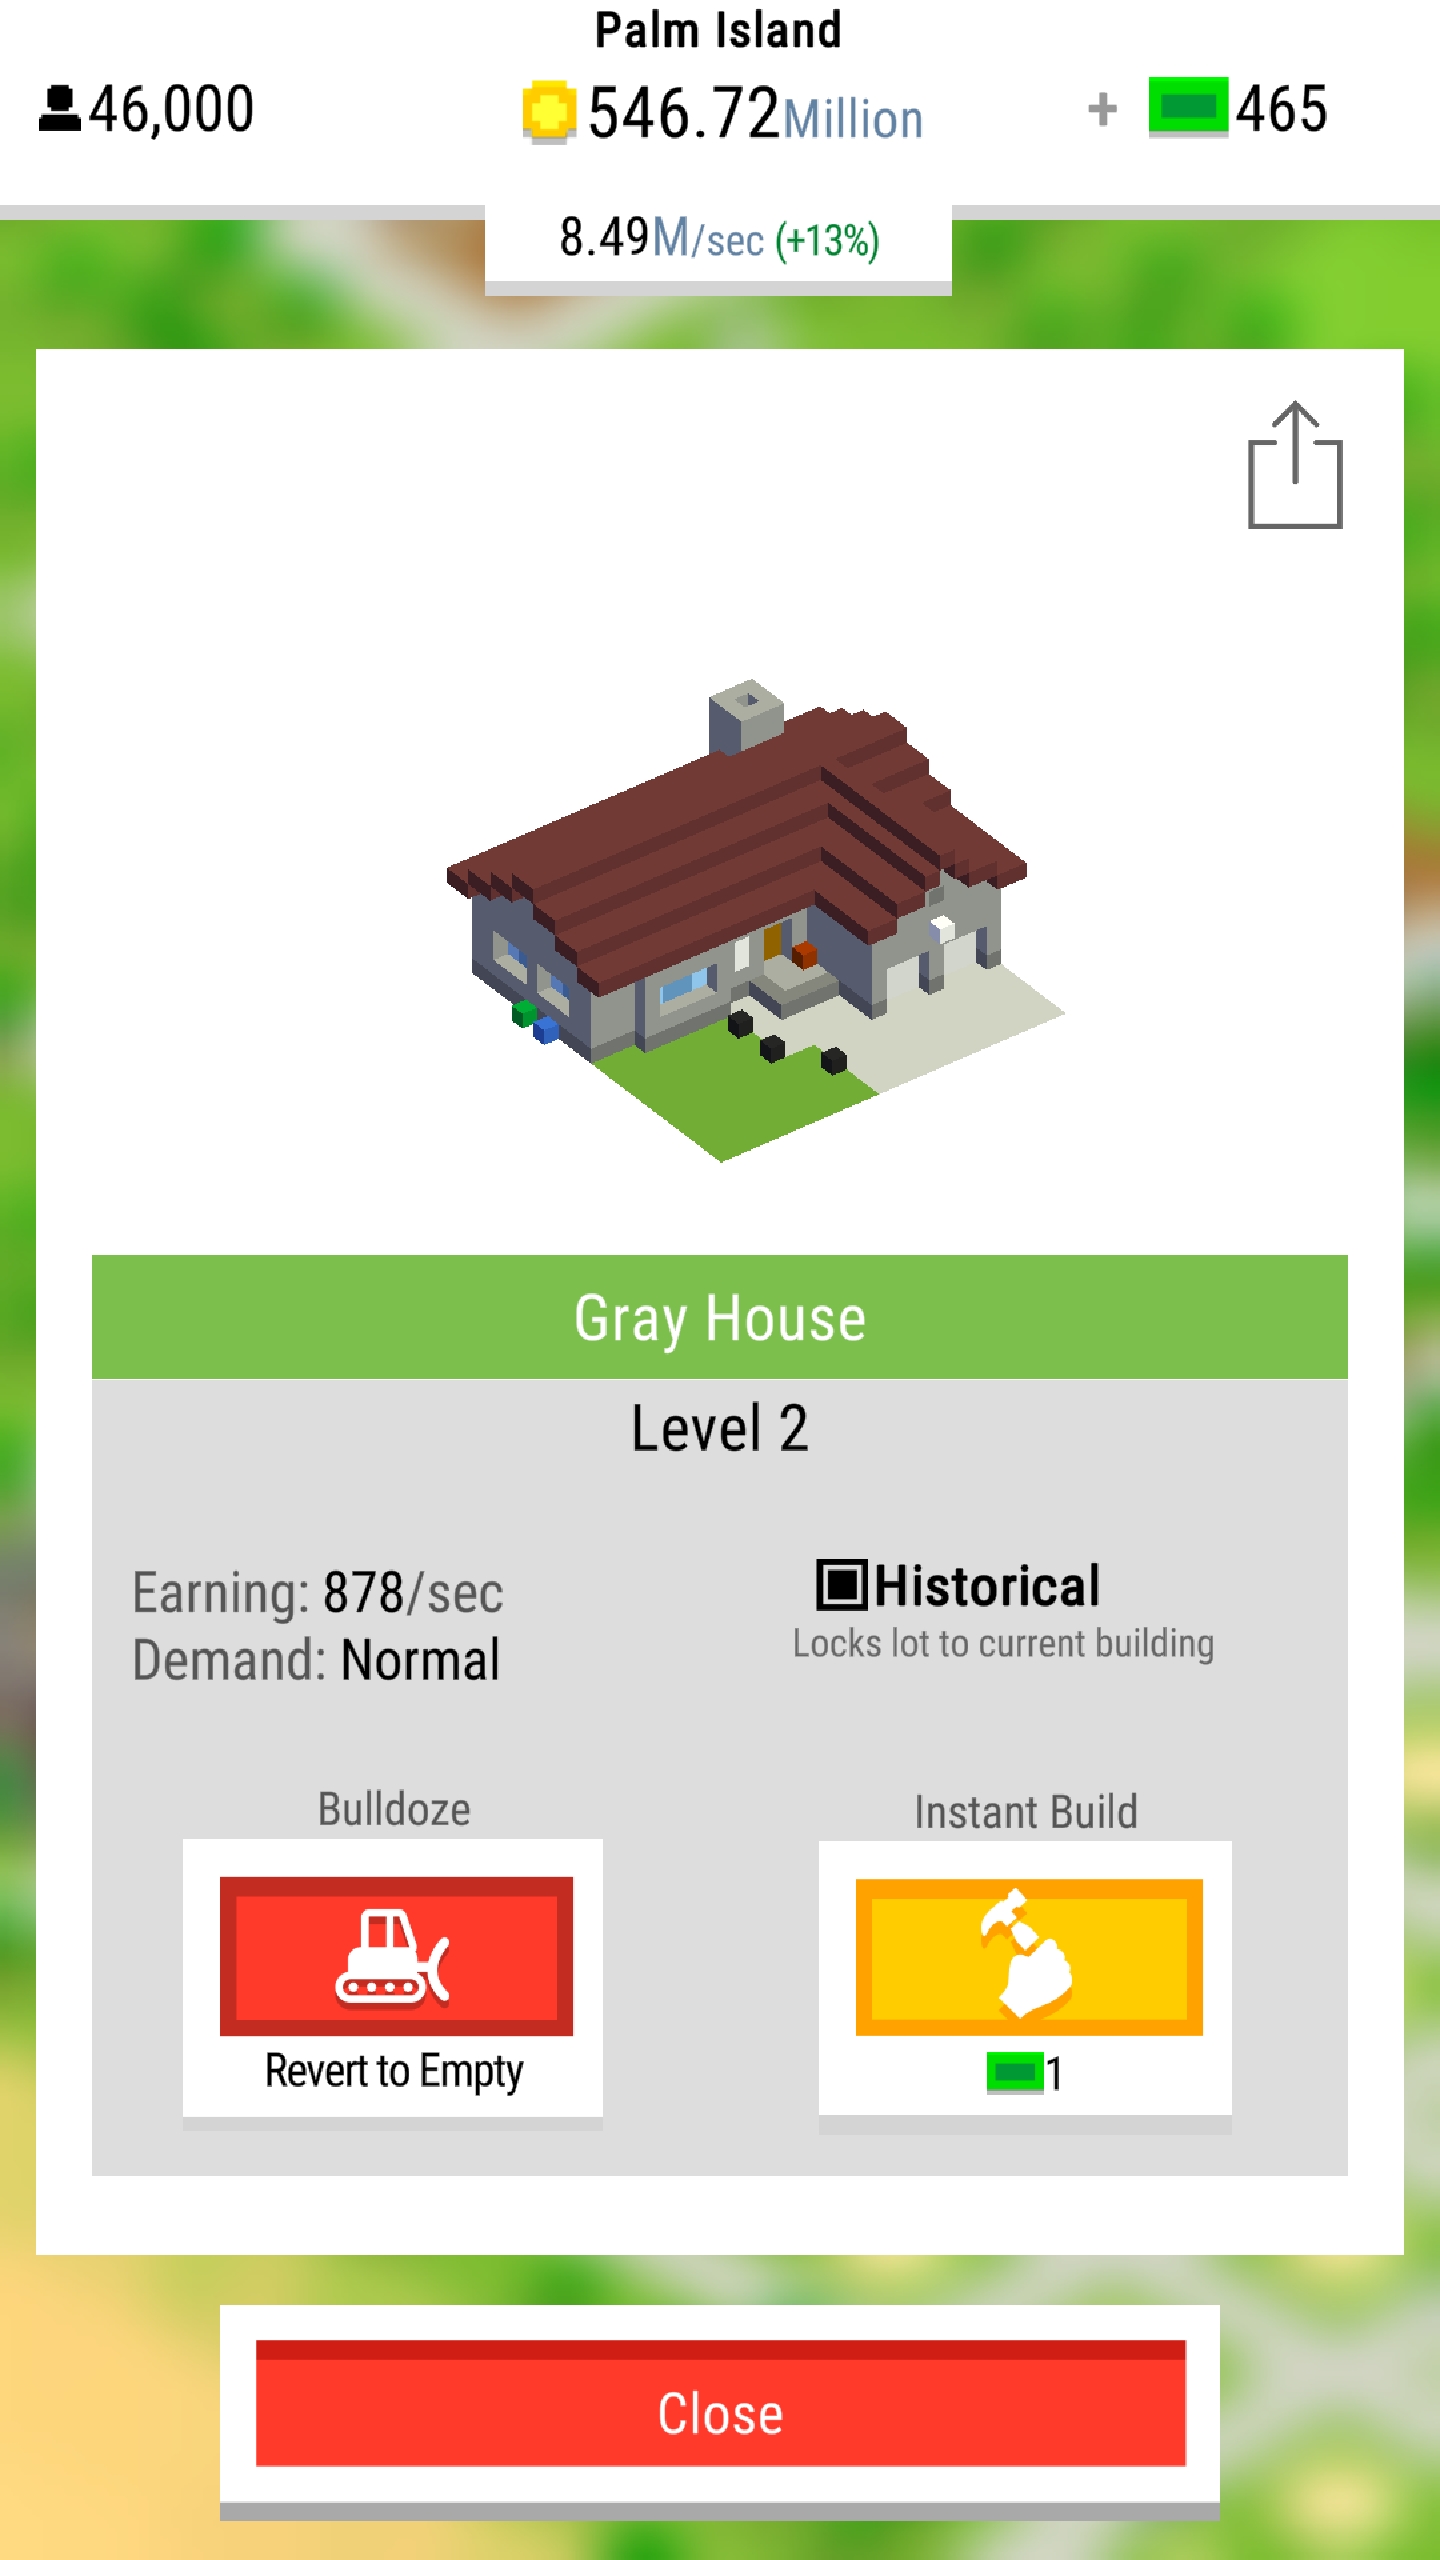 Palm Island
46,000
546.72Million
+ 465
8.49M/sec (+13%)
Gray House
Level 2
Earning: 878/sec
Demand: Normal
Historical
Locks lot to current building
Bulldoze
Revert to Empty
Instant Build
1
Close